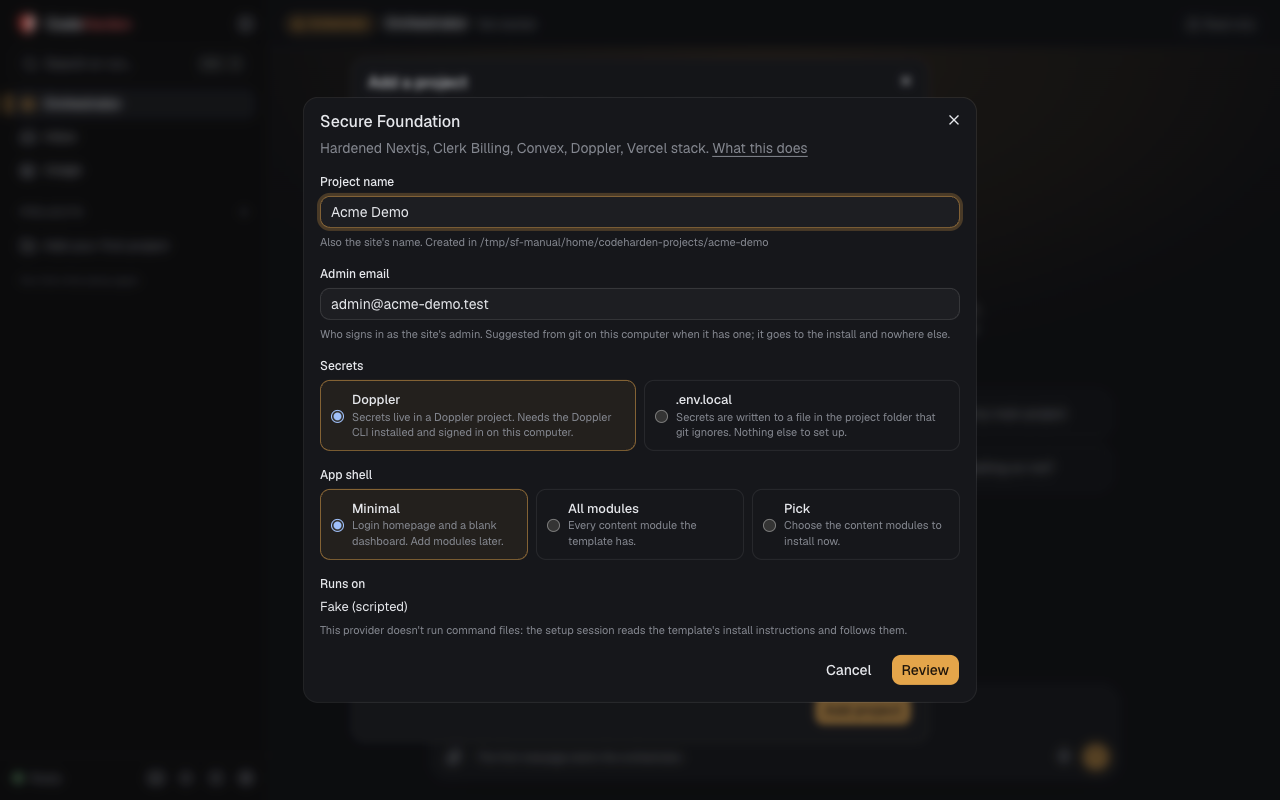 Add a project
Secure Foundation
Hardened Nextjs, Clerk Billing, Convex, Doppler, Vercel stack. What this does
Project name
Acme Demo
Also the site's name. Created in /tmp/sf-manual/home/codeharden-projects/acme-demo
Admin email
admin@acme-demo.test
Who signs in as the site's admin. Suggested from git on this computer when it has one; it goes to the install and nowhere else.
Secrets
Doppler
Secrets live in a Doppler project. Needs the Doppler
CLI installed and signed in on this computer.
.env.local
Secrets are written to a file in the project folder that
git ignores. Nothing else to set up.
App shell
Minimal
Login homepage and a blank
dashboard. Add modules later.
All modules
Every content module the
template has.
Pick
Choose the content modules to
install now.
Runs on
Fake (scripted)
This provider doesn't run command files: the setup session reads the template's install instructions and follows them.
Cancel
Review